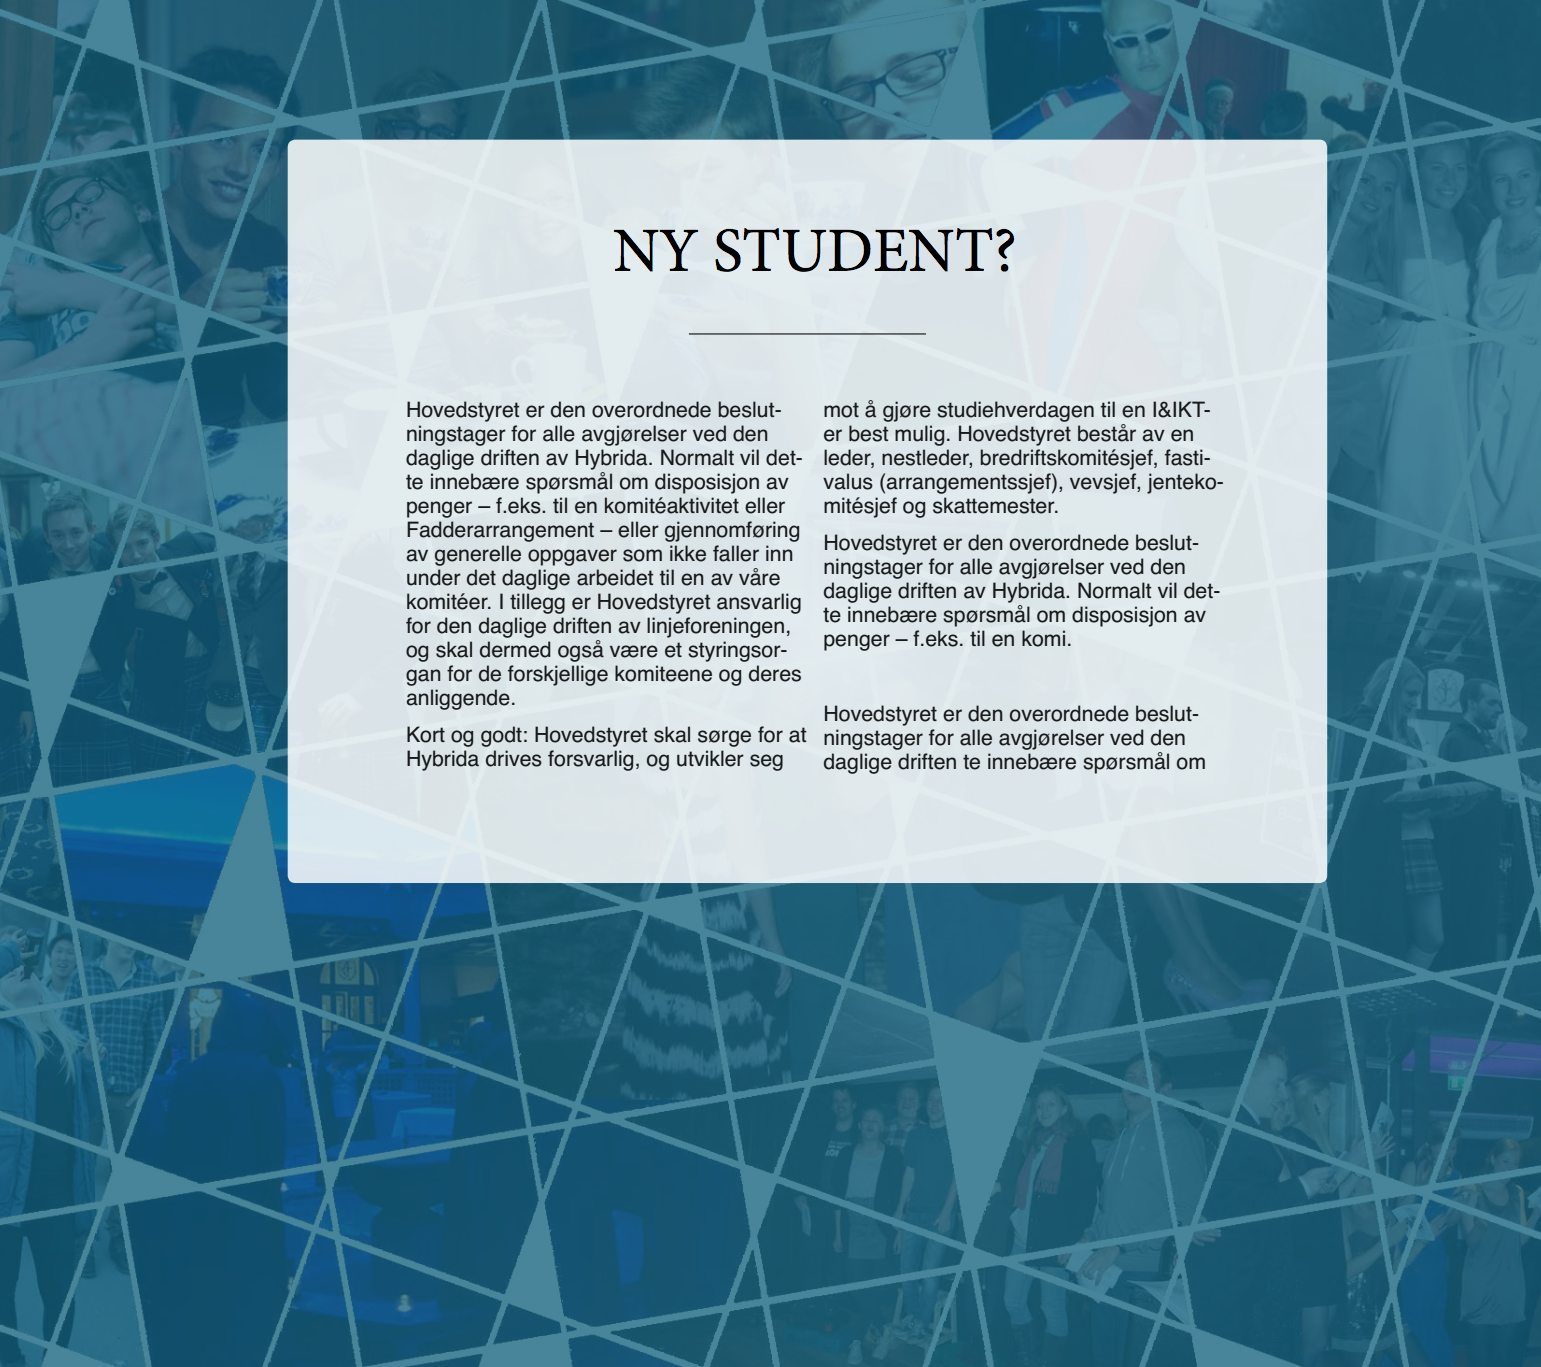 NY STUDENT?
Hovedstyret er den overordnede beslut-
ningstager for alle avgjørelser ved den
daglige driften av Hybrida. Normalt vil det-
te innebære spørsmål om disposisjon av
penger – f.eks. til en komitéaktivitet eller
Fadderarrangement – eller gjennomføring
av generelle oppgaver som ikke faller inn
under det daglige arbeidet til en av våre
komitéer. I tillegg er Hovedstyret ansvarlig
for den daglige driften av linjeforeningen,
og skal dermed også være et styringsor-
gan for de forskjellige komiteene og deres
anliggende.
Kort og godt: Hovedstyret skal sørge for at
Hybrida drives forsvarlig, og utvikler seg
mot å gjøre studiehverdagen til en I&IKT-
er best mulig. Hovedstyret består av en
leder, nestleder, bredriftskomitésjef, fasti-
valus (arrangementssjef), vevsjef, jenteko-
mitésjef og skattemester.
Hovedstyret er den overordnede beslut-
ningstager for alle avgjørelser ved den
daglige driften av Hybrida. Normalt vil det-
te innebære spørsmål om disposisjon av
penger – f.eks. til en komi.
Hovedstyret er den overordnede beslut-
ningstager for alle avgjørelser ved den
daglige driften te innebære spørsmål om